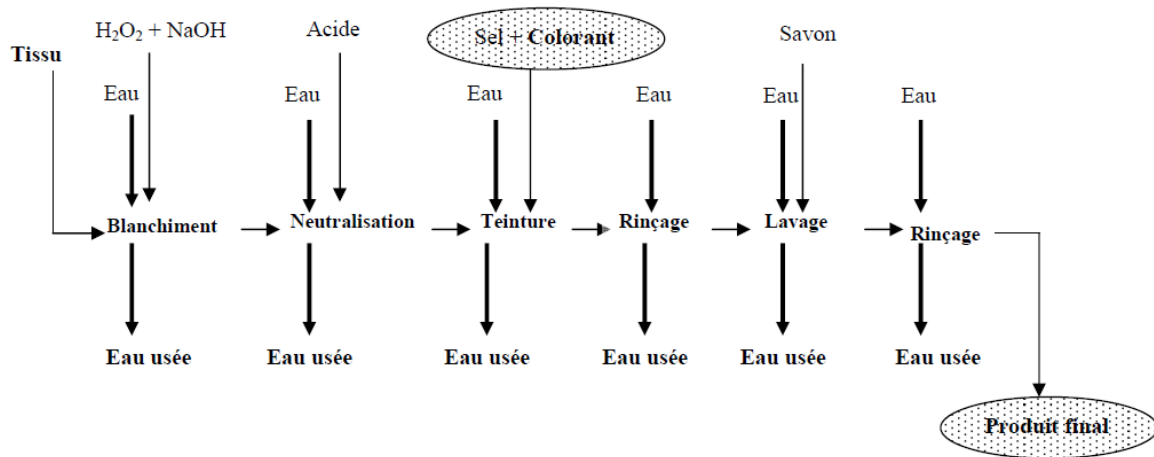 H₂O₂ + NaOH
Acide
Sel + Colorant
Savon
Tissu
Eau
Eau
Eau
Eau
Eau
Eau
Blanchiment
Neutralisation
Teinture
Rinçage
Lavage
Rinçage
Eau usée
Eau usée
Eau usée
Eau usée
Eau usée
Eau usée
Produit final